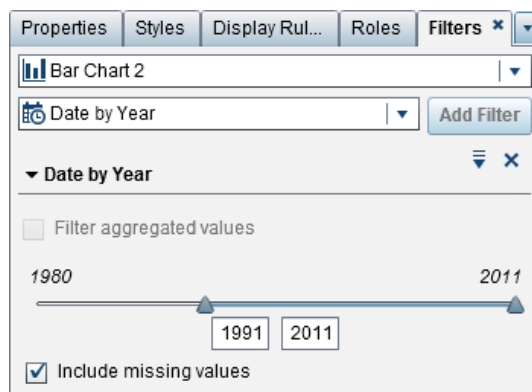 Properties Styles Display Rul... Roles Filters
Bar Chart 2
Date by Year Add Filter
Date by Year
Filter aggregated values
1980 2011
1991 2011
Include missing values